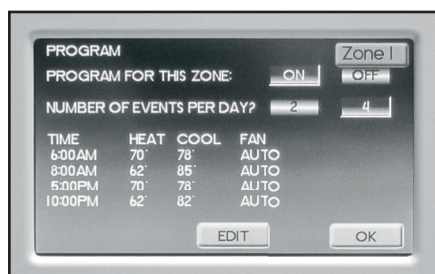 PROGRAM Zone 1
PROGRAM FOR THIS ZONE: ON OFF
NUMBER OF EVENTS PER DAY? 2 4
TIME HEAT COOL FAN
6:00AM 70° 78° AUTO
8:00AM 62° 85° AUTO
5:00PM 70° 78° AUTO
10:00PM 62° 82° AUTO
EDIT OK